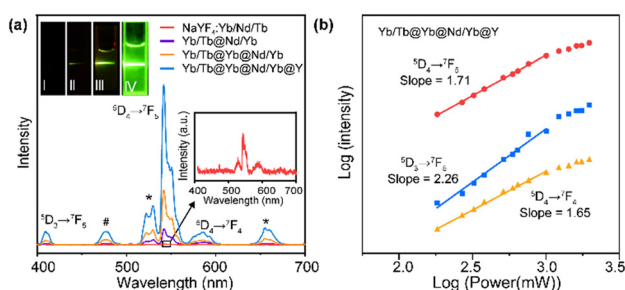 (a)
I
II
III
IV
NaYF₄:Yb/Nd/Tb
Yb/Tb@Nd/Yb
Yb/Tb@Yb@Nd/Yb
Yb/Tb@Yb@Nd/Yb@Y
⁵D₄→⁷F₅
Intensity
Intensity (a.u.)
400 500 600 700
Wavelength (nm)
⁵D₃→⁷F₅
#
*
⁵D₄→⁷F₄
*
400 500 600 700
Wavelength (nm)
(b)
Yb/Tb@Yb@Nd/Yb@Y
⁵D₄→⁷F₅
Slope = 1.71
⁵D₃→⁷F₅
Slope = 2.26
⁵D₄→⁷F₄
Slope = 1.65
Log (intensity)
2.0 2.5 3.0 3.5
Log (Power(mW))